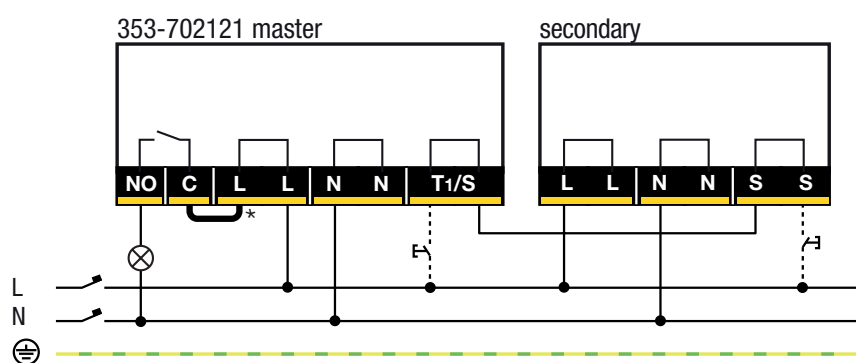 353-702121 master
secondary
NO C L L N N T1/S
L L N N S S
*
L
N